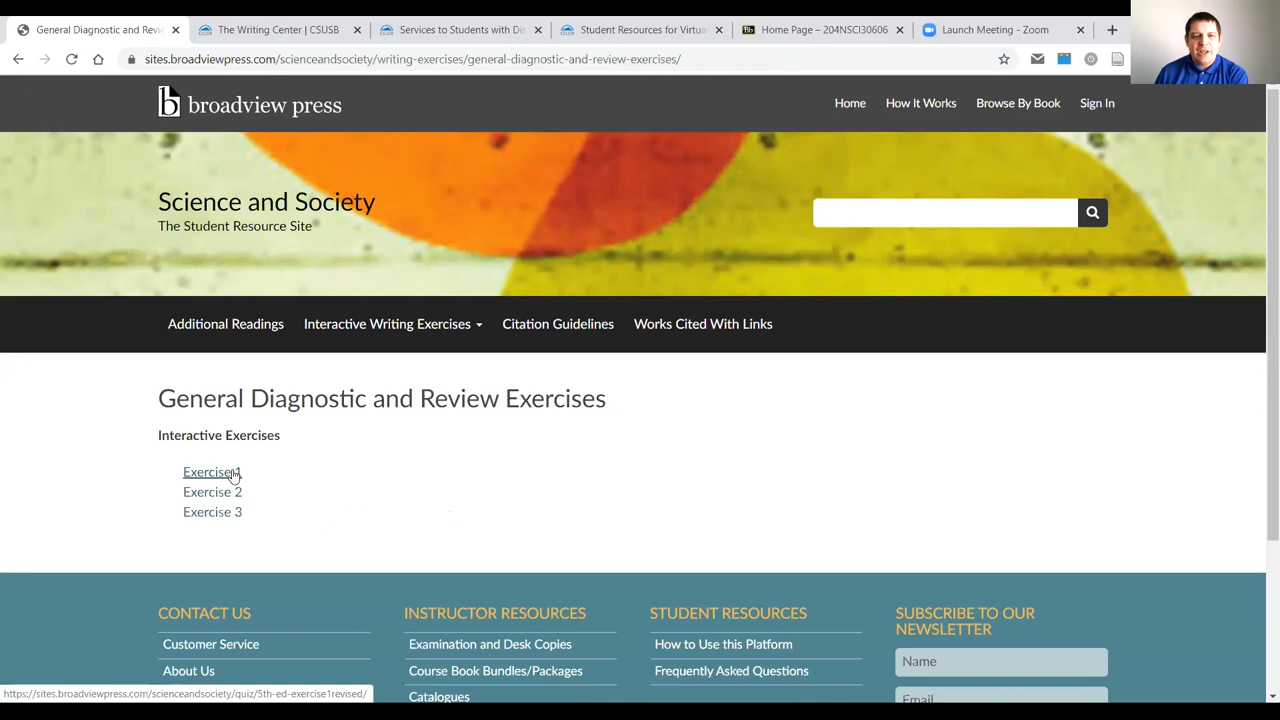 General Diagnostic and Revie
The Writing Center| CSUSB
Services to Students with Dis
Student Resources for Virtua
Bb Home Page – 204NSCI30606
Launch Meeting - Zoom
sites.broadviewpress.com/scienceandsociety/writing-exercises/general-diagnostic-and-review-exercises/
b broadview press
Home How It Works Browse By Book Sign In
Science and Society
The Student Resource Site
Additional Readings Interactive Writing Exercises Citation Guidelines Works Cited With Links
General Diagnostic and Review Exercises
Interactive Exercises
Exercise 1
Exercise 2
Exercise 3
CONTACT US
Customer Service
About Us
INSTRUCTOR RESOURCES
Examination and Desk Copies
Course Book Bundles/Packages
Catalogues
STUDENT RESOURCES
How to Use this Platform
Frequently Asked Questions
SUBSCRIBE TO OUR
NEWSLETTER
Name
Email
https://sites.broadviewpress.com/scienceandsociety/quiz/5th-ed-exercise1revised/